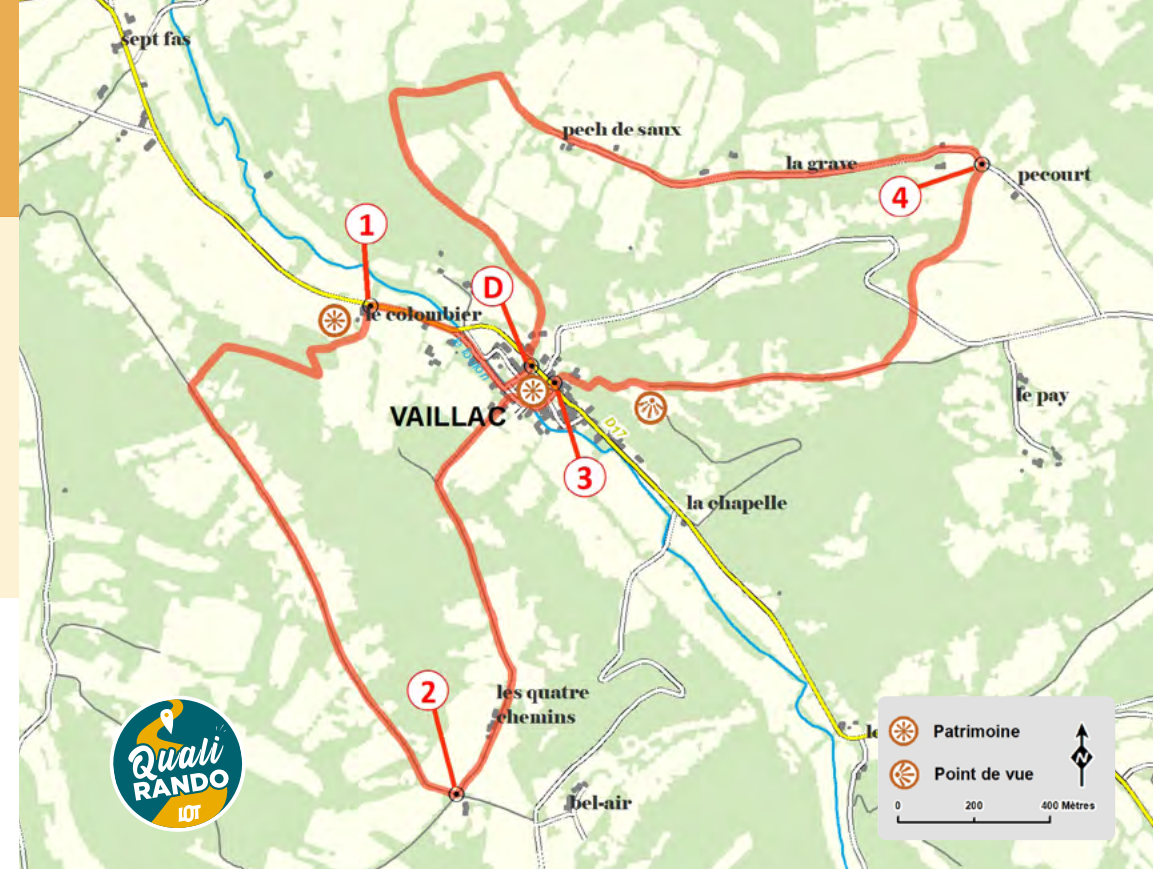 sept fas
pech de saux
la grave
pecourt
4
1
D
le colombier
VAILLAC
le pay
D17
3
la chapelle
2
les quatre
chemins
bel-air
le
Quali
RANDO
LOT
Patrimoine
Point de vue
N
0 200 400 Mètres